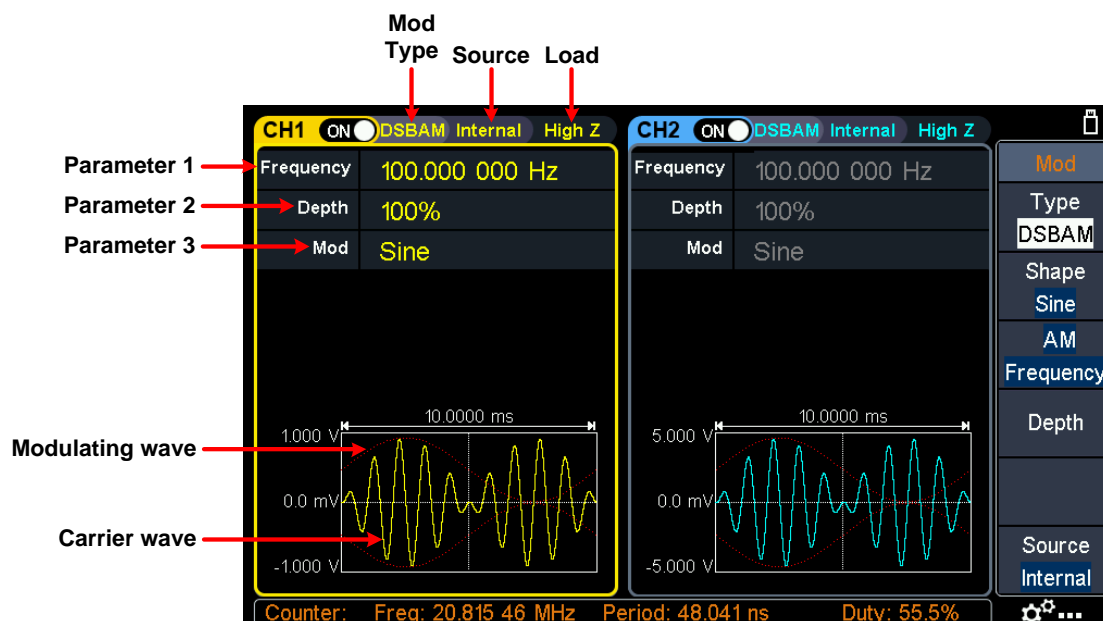 Mod
Type Source Load
CH1 ON DSBAM Internal High Z
CH2 ON DSBAM Internal High Z
Parameter 1
Parameter 2
Parameter 3
Frequency 100.000 000 Hz
Depth 100%
Mod Sine
Frequency 100.000 000 Hz
Depth 100%
Mod Sine
Mod
Type
DSBAM
Shape
Sine
AM
Frequency
Depth
Source
Internal
Modulating wave
Carrier wave
10.0000 ms
1.000 V
0.0 mV
-1.000 V
10.0000 ms
5.000 V
0.0 mV
-5.000 V
Counter: Freq: 20.815 46 MHz Period: 48.041 ns Duty: 55.5%